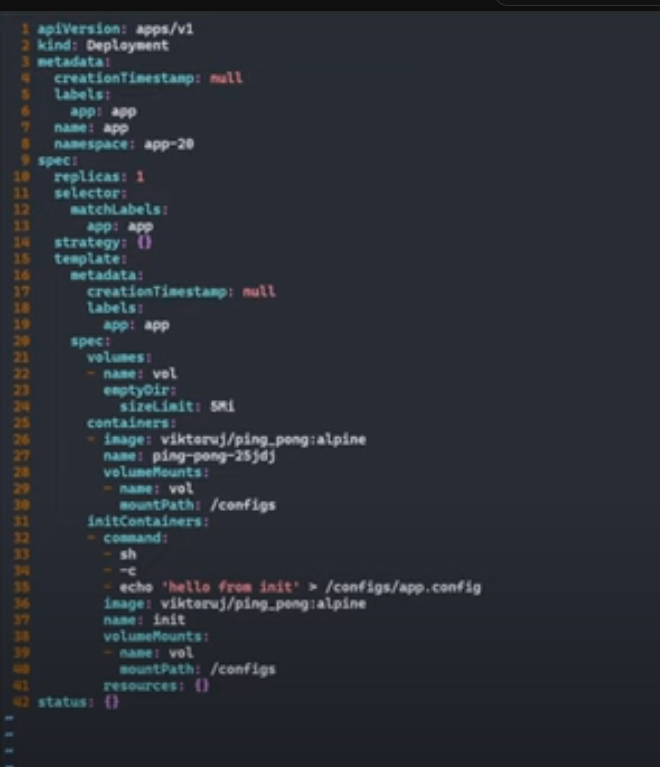 1 apiVersion: apps/v1
2 kind: Deployment
3 metadata:
4   creationTimestamp: null
5   labels:
6     app: app
7   name: app
8   namespace: app-20
9 spec:
10   replicas: 1
11   selector:
12     matchLabels:
13       app: app
14   strategy: {}
15   template:
16     metadata:
17       creationTimestamp: null
18       labels:
19         app: app
20     spec:
21       volumes:
22       - name: vol
23         emptyDir:
24           sizeLimit: 5Mi
25       containers:
26       - image: viktoruj/ping_pong:alpine
27         name: ping-pong-25jdj
28         volumeMounts:
29         - name: vol
30           mountPath: /configs
31       initContainers:
32       - command:
33         - sh
34         - -c
35         - echo 'hello from init' > /configs/app.config
36         image: viktoruj/ping_pong:alpine
37         name: init
38         volumeMounts:
39         - name: vol
40           mountPath: /configs
41         resources: {}
42 status: {}
~
~
~
~